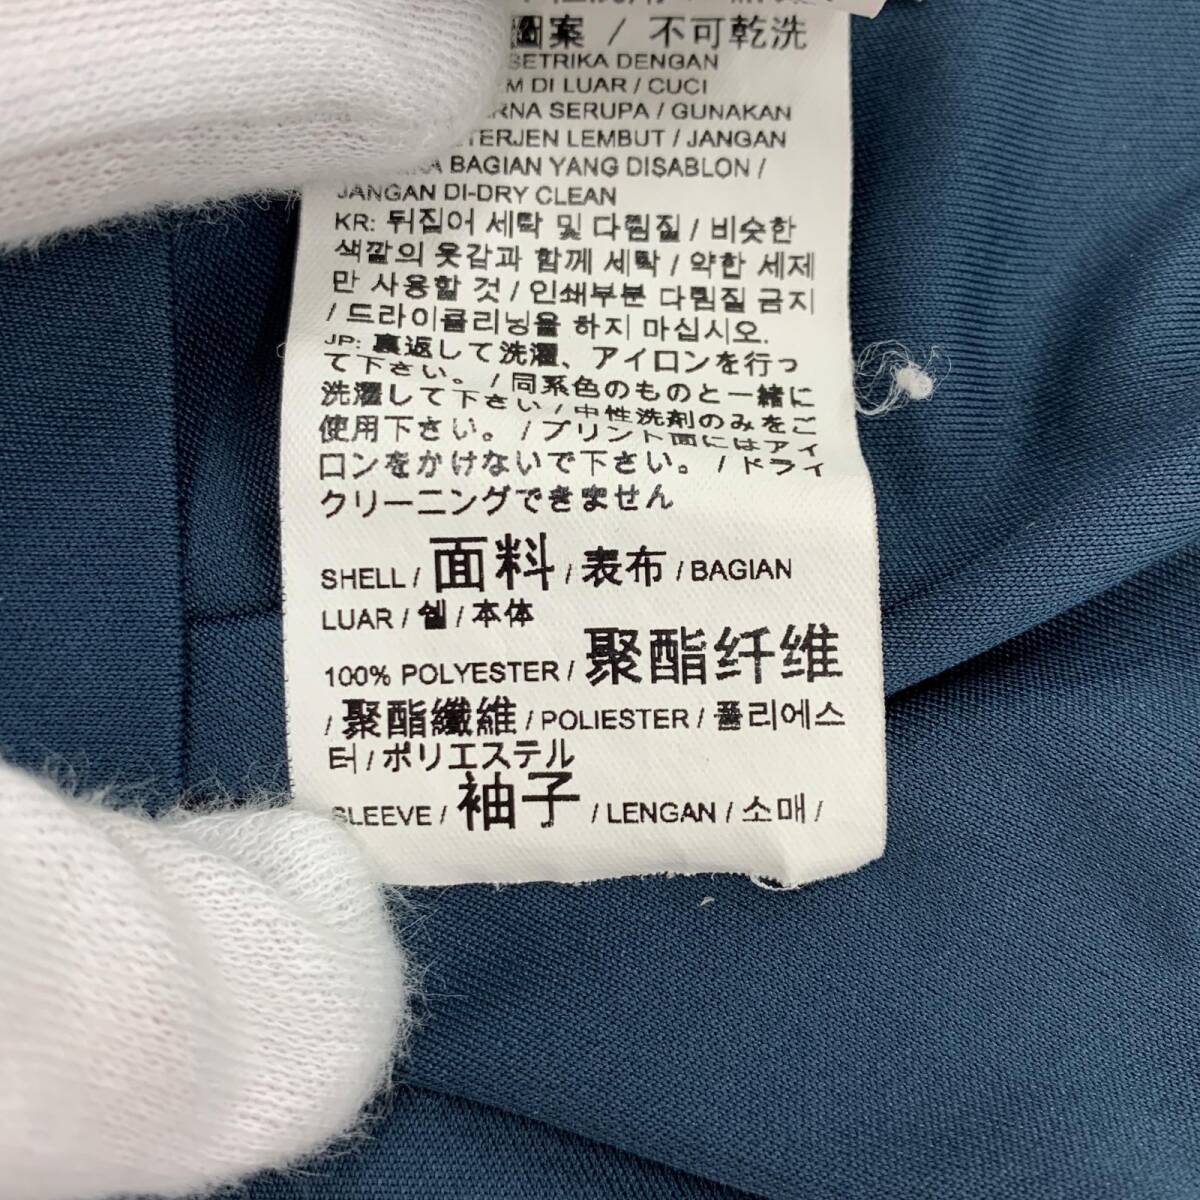 案 / 不可乾洗
SETRIKA DENGAN
DI LUAR / CUCI
SERUPA / GUNAKAN
LEMBUT / JANGAN
BAGIAN YANG DISABLON /
JANGAN DI-DRY CLEAN
KR: 뒤집어 세탁 및 다림질 / 비슷한
색깔의 옷감과 함께 세탁 / 약한 세제
만 사용할 것 / 인쇄부분 다림질 금지
/ 드라이클리닝을 하지 마십시오.
JP: 裏返して洗濯、アイロンを行っ
て下さい。 / 同系色のものと一緒に
洗濯して下さい / 中性洗剤のみをご
使用下さい。 / プリント面にはアイ
ロンをかけないで下さい。 / ドライ
クリーニングできません
SHELL / 面料 / 表布 / BAGIAN
LUAR / 쉘 / 本体
100% POLYESTER / 聚酯纤维
/ 聚酯纖維 / POLIESTER / 폴리에스
터 / ポリエステル
SLEEVE / 袖子 / LENGAN / 소매 /